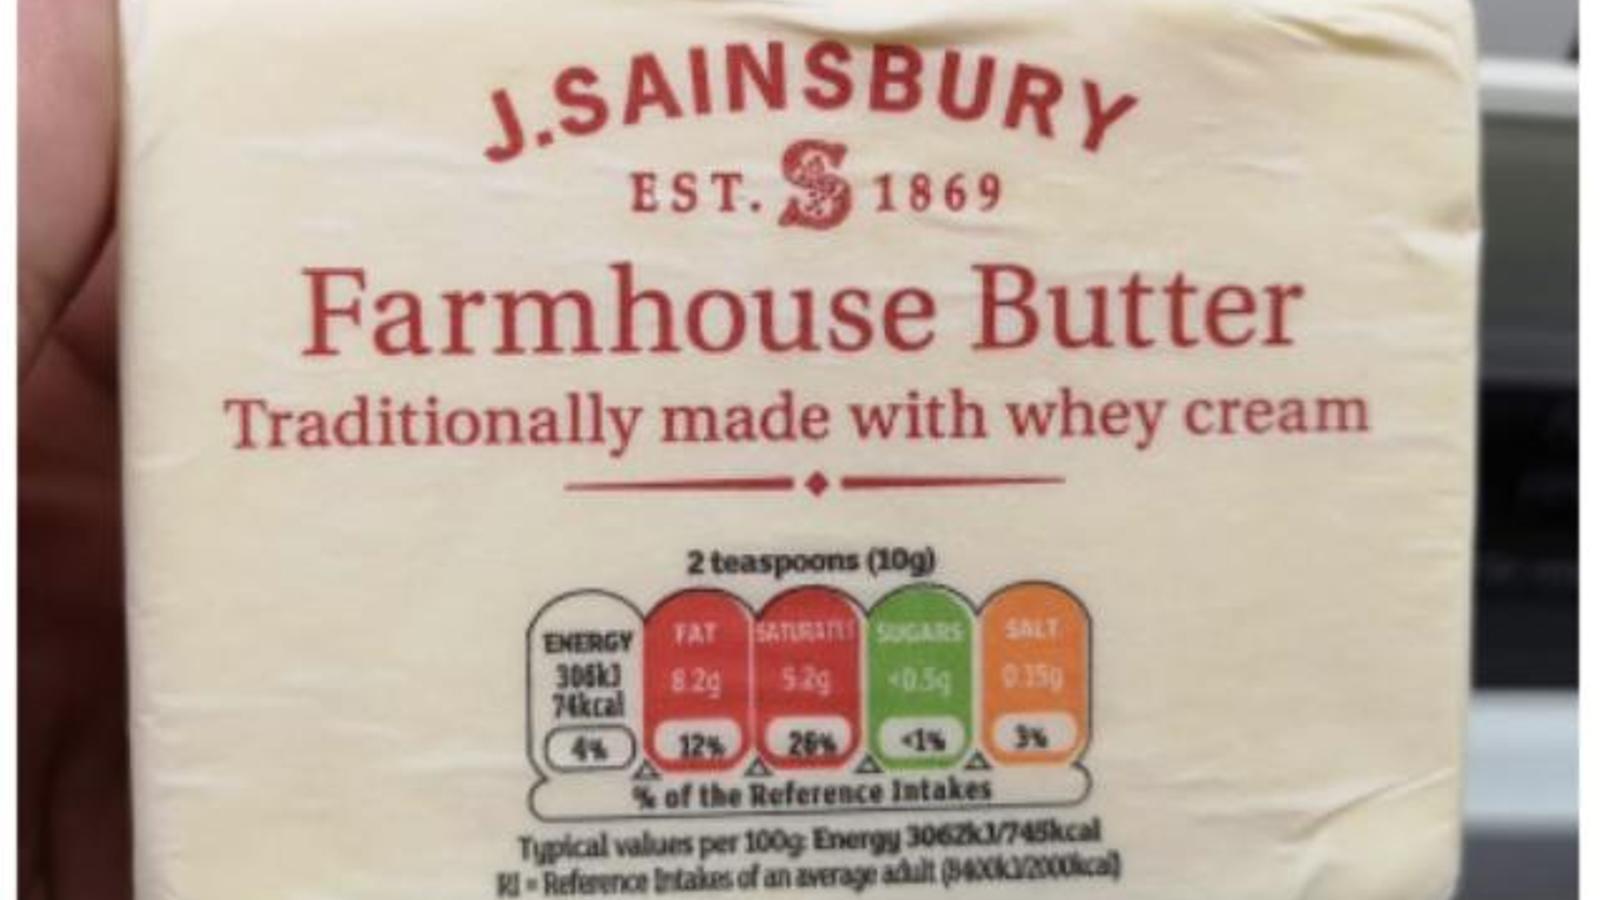 J.SAINSBURY
EST. S 1869
Farmhouse Butter
Traditionally made with whey cream
2 teaspoons (10g)
ENERGY 306kJ 74kcal 4%
FAT 8.2g 12%
SATURATES 5.2g 26%
SUGARS <0.5g <1%
SALT 0.15g 3%
% of the Reference Intakes
Typical values per 100g: Energy 3062kJ/745kcal
RI = Reference Intakes of an average adult (8400kJ/2000kcal)